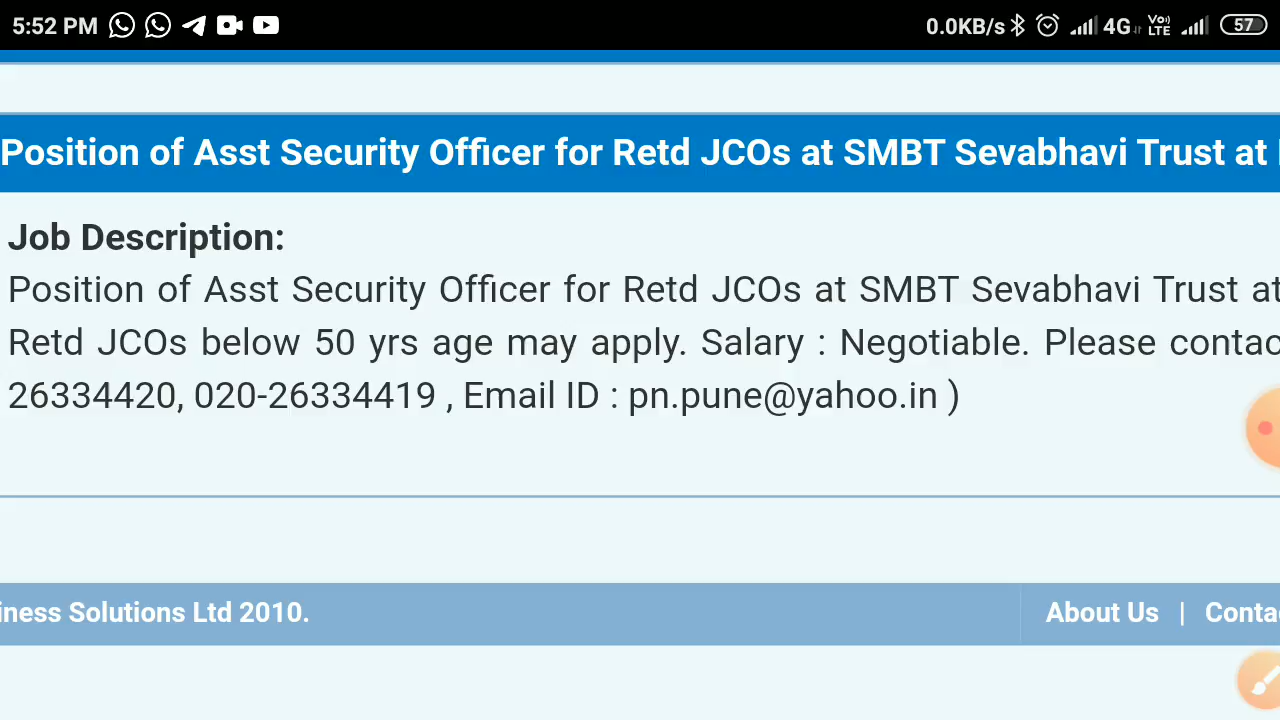 5:52 PM 0.0KB/s 4G Vo)) LTE 57
Position of Asst Security Officer for Retd JCOs at SMBT Sevabhavi Trust at
Job Description:
Position of Asst Security Officer for Retd JCOs at SMBT Sevabhavi Trust at
Retd JCOs below 50 yrs age may apply. Salary : Negotiable. Please contac
26334420, 020-26334419 , Email ID : pn.pune@yahoo.in )
iness Solutions Ltd 2010. About Us | Conta